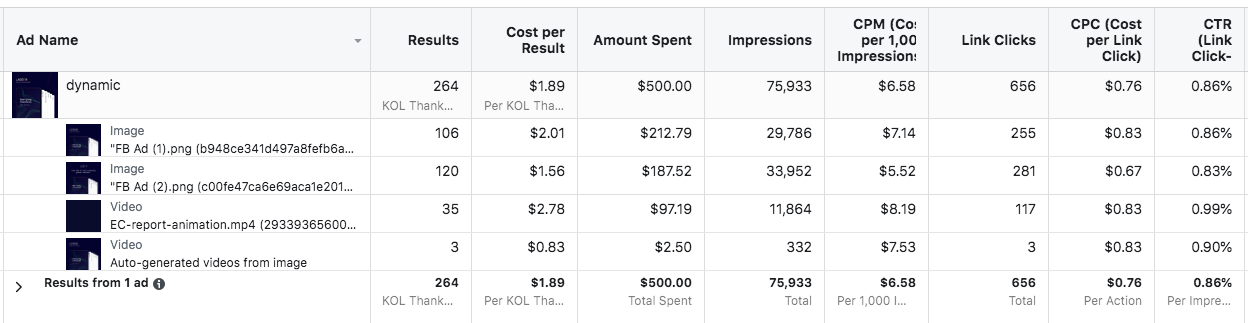 Ad Name Results Cost per Result Amount Spent Impressions CPM (Cos per 1,00 Impressions Link Clicks CPC (Cost per Link Click) CTR (Link Click-
dynamic 264 $1.89 $500.00 75,933 $6.58 656 $0.76 0.86%
KOL Thank... Per KOL Tha...
Image 106 $2.01 $212.79 29,786 $7.14 255 $0.83 0.86%
"FB Ad (1).png (b948ce341d497a8fefb6a...
Image 120 $1.56 $187.52 33,952 $5.52 281 $0.67 0.83%
"FB Ad (2).png (c00fe47ca6e69aca1e201...
Video 35 $2.78 $97.19 11,864 $8.19 117 $0.83 0.99%
EC-report-animation.mp4 (29339365600...
Video 3 $0.83 $2.50 332 $7.53 3 $0.83 0.90%
Auto-generated videos from image
Results from 1 ad 264 $1.89 $500.00 75,933 $6.58 656 $0.76 0.86%
KOL Thank... Per KOL Tha... Total Spent Total Per 1,000 I... Total Per Action Per Impre...